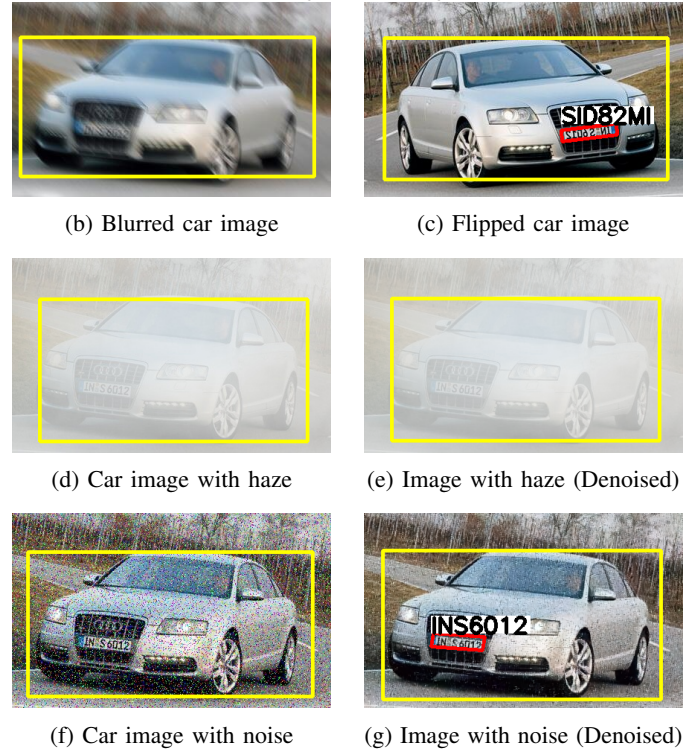 SID82MI
(b) Blurred car image
(c) Flipped car image
IN S 6012
(d) Car image with haze
(e) Image with haze (Denoised)
INS6012
IN S 6012
IN S 6012
(f) Car image with noise
(g) Image with noise (Denoised)